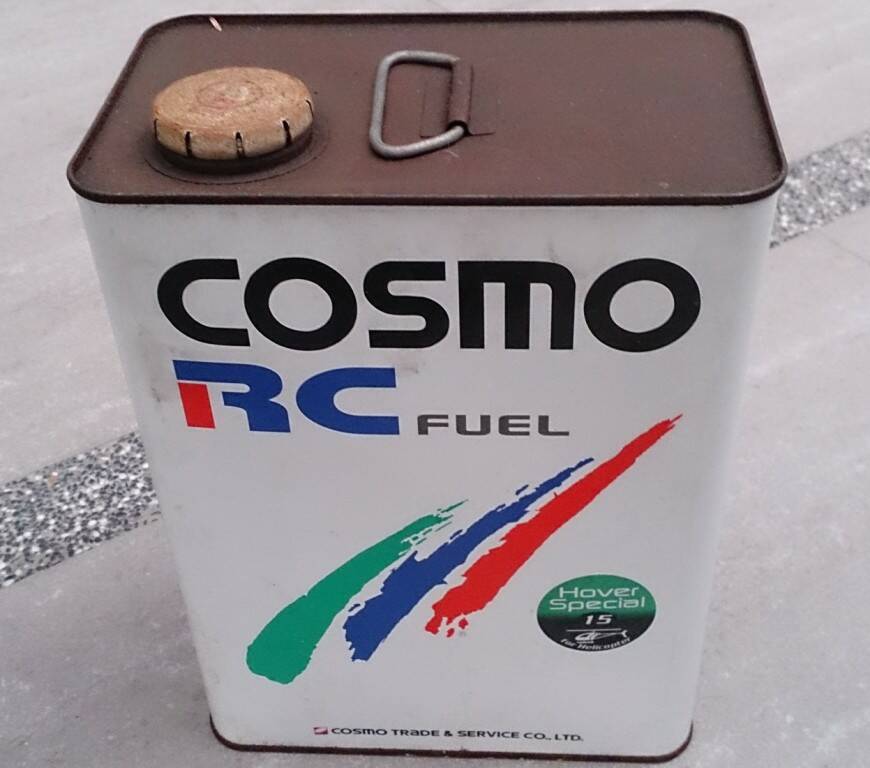 COSMO
RC FUEL
Hover
Special
15
for Helicopter
COSMO TRADE & SERVICE CO., LTD.